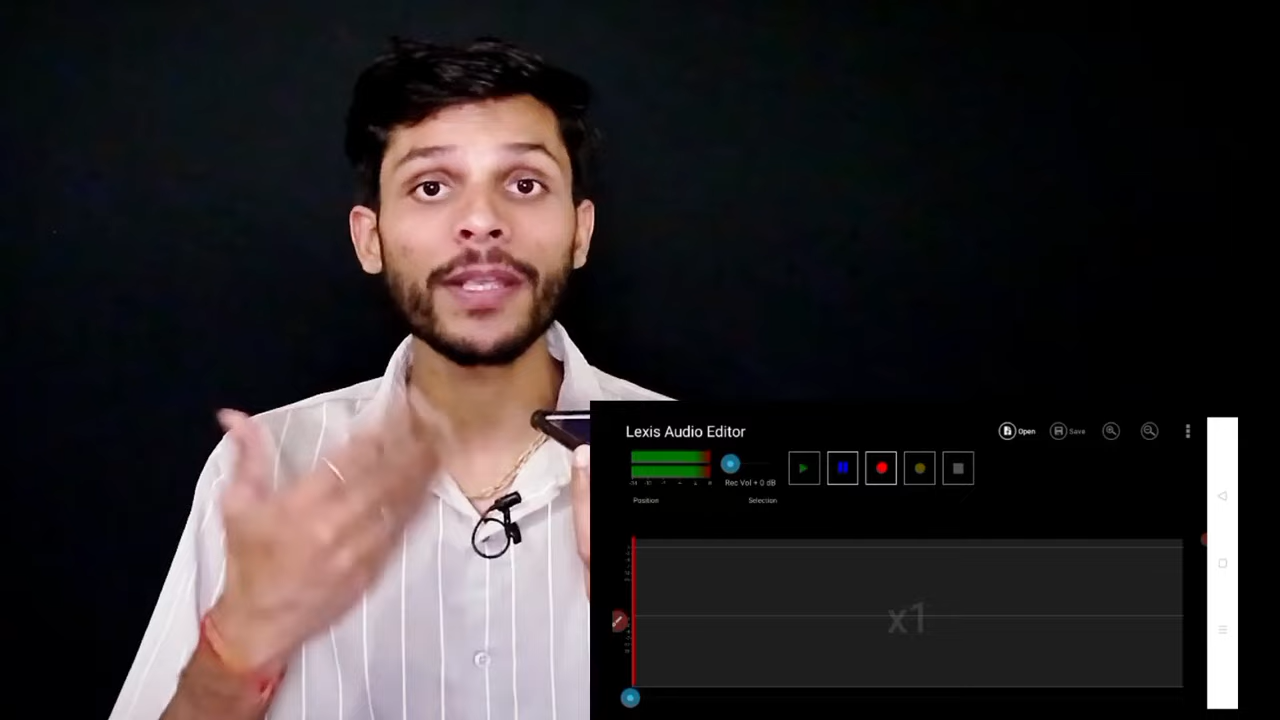 Lexis Audio Editor
Open
Save
Rec Vol + 0 dB
Position
Selection
x1